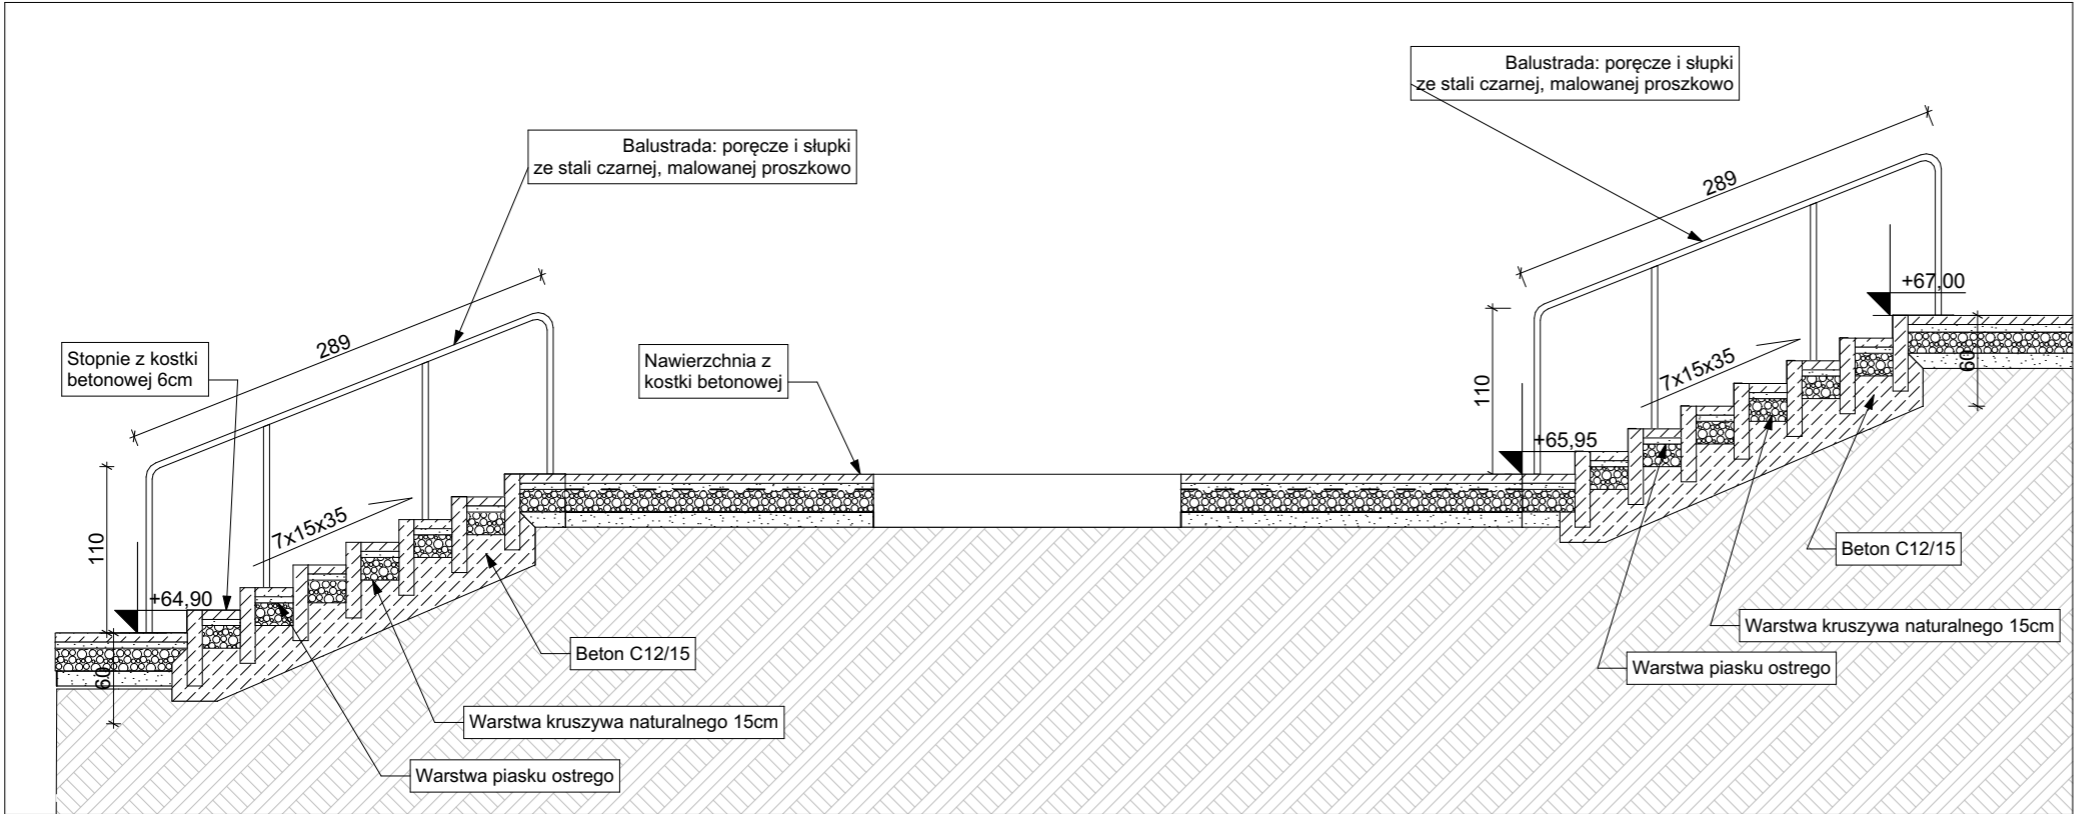 Balustrada: poręcze i słupki
ze stali czarnej, malowanej proszkowo
289
+67,00
60
7x15x35
110
+65,95
Beton C12/15
Warstwa kruszywa naturalnego 15cm
Warstwa piasku ostrego
Balustrada: poręcze i słupki
ze stali czarnej, malowanej proszkowo
289
Stopnie z kostki
betonowej 6cm
Nawierzchnia z
kostki betonowej
110
7x15x35
+64,90
60
Beton C12/15
Warstwa kruszywa naturalnego 15cm
Warstwa piasku ostrego